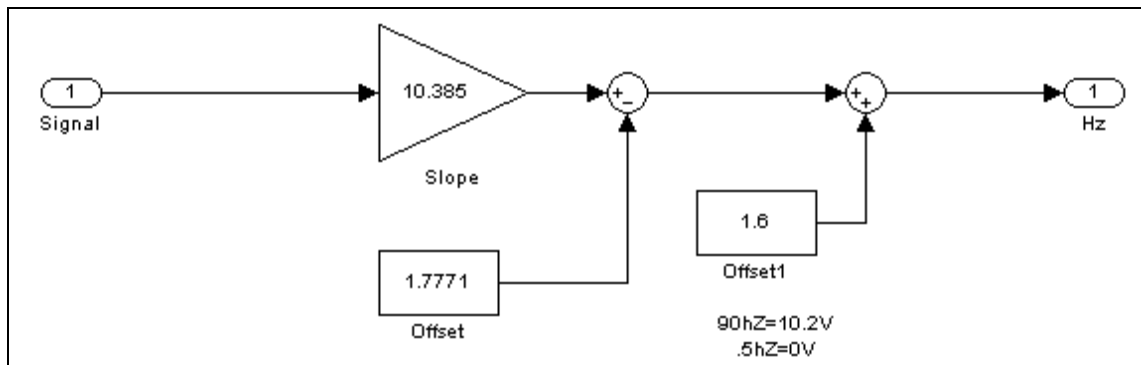 1
Signal
10.385
Slope
+
−
+
+
1
Hz
1.7771
Offset
1.6
Offset1
90hZ=10.2V
.5hZ=0V